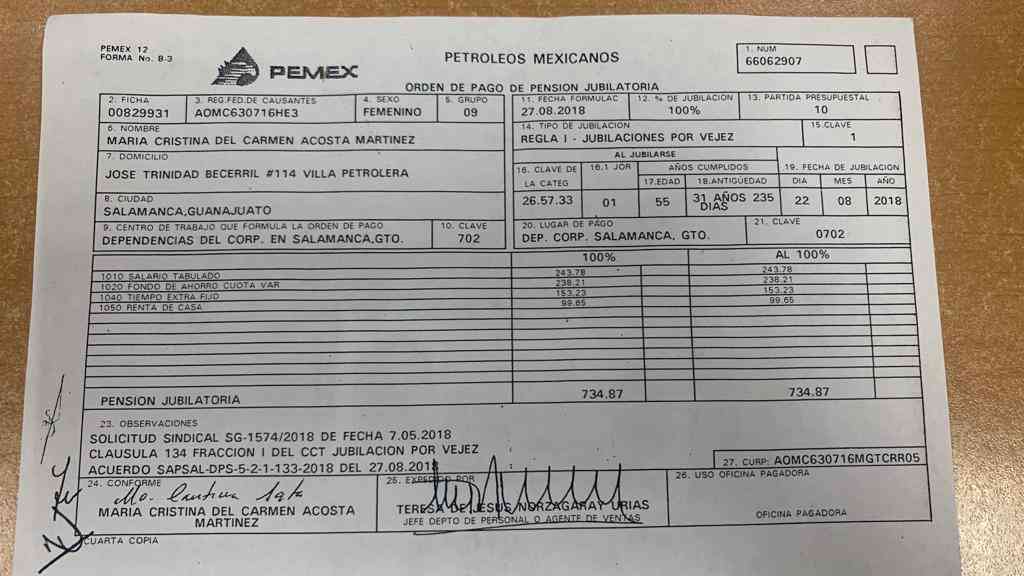 PEMEX 12
FORMA No. B-3
PEMEX
PETROLEOS MEXICANOS
1. NUM
66062907
ORDEN DE PAGO DE PENSION JUBILATORIA
2. FICHA
00829931
3. REG.FED.DE CAUSANTES
AOMC630716HE3
4. SEXO
FEMENINO
5. GRUPO
09
11. FECHA FORMULAC
27.08.2018
12. % DE JUBILACION
100%
13. PARTIDA PRESUPUESTAL
10
6. NOMBRE
MARIA CRISTINA DEL CARMEN ACOSTA MARTINEZ
14. TIPO DE JUBILACION
REGLA I - JUBILACIONES POR VEJEZ
15.CLAVE
1
7. DOMICILIO
JOSE TRINIDAD BECERRIL #114 VILLA PETROLERA
AL JUBILARSE
16. CLAVE DE
LA CATEG
26.57.33
16.1 JOR
01
AÑOS CUMPLIDOS
17.EDAD
55
18.ANTIGÜEDAD
31 AÑOS 235
DIAS
19. FECHA DE JUBILACION
DIA MES AÑO
22 08 2018
8. CIUDAD
SALAMANCA,GUANAJUATO
9. CENTRO DE TRABAJO QUE FORMULA LA ORDEN DE PAGO
DEPENDENCIAS DEL CORP. EN SALAMANCA,GTO.
10. CLAVE
702
20. LUGAR DE PAGO
DEP. CORP. SALAMANCA, GTO.
21. CLAVE
0702
100% AL 100%
1010 SALARIO TABULADO 243.78 243.78
1020 FONDO DE AHORRO CUOTA VAR 238.21 238.21
1040 TIEMPO EXTRA FIJO 153.23 153.23
1050 RENTA DE CASA 99.65 99.65
PENSION JUBILATORIA 734.87 734.87
23. OBSERVACIONES
SOLICITUD SINDICAL SG-1574/2018 DE FECHA 7.05.2018
CLAUSULA 134 FRACCION I DEL CCT JUBILACION POR VEJEZ
ACUERDO SAPSAL-DPS-5-2-1-133-2018 DEL 27.08.2018
27. CURP: AOMC630716MGTCRR05
24. CONFORME
MARIA CRISTINA DEL CARMEN ACOSTA
MARTINEZ
25. EXPEDIDO POR
TERESA DE JESUS NORZAGARAY URIAS
JEFE DEPTO DE PERSONAL O AGENTE DE VENTAS
26. USO OFICINA PAGADORA
OFICINA PAGADORA
CUARTA COPIA